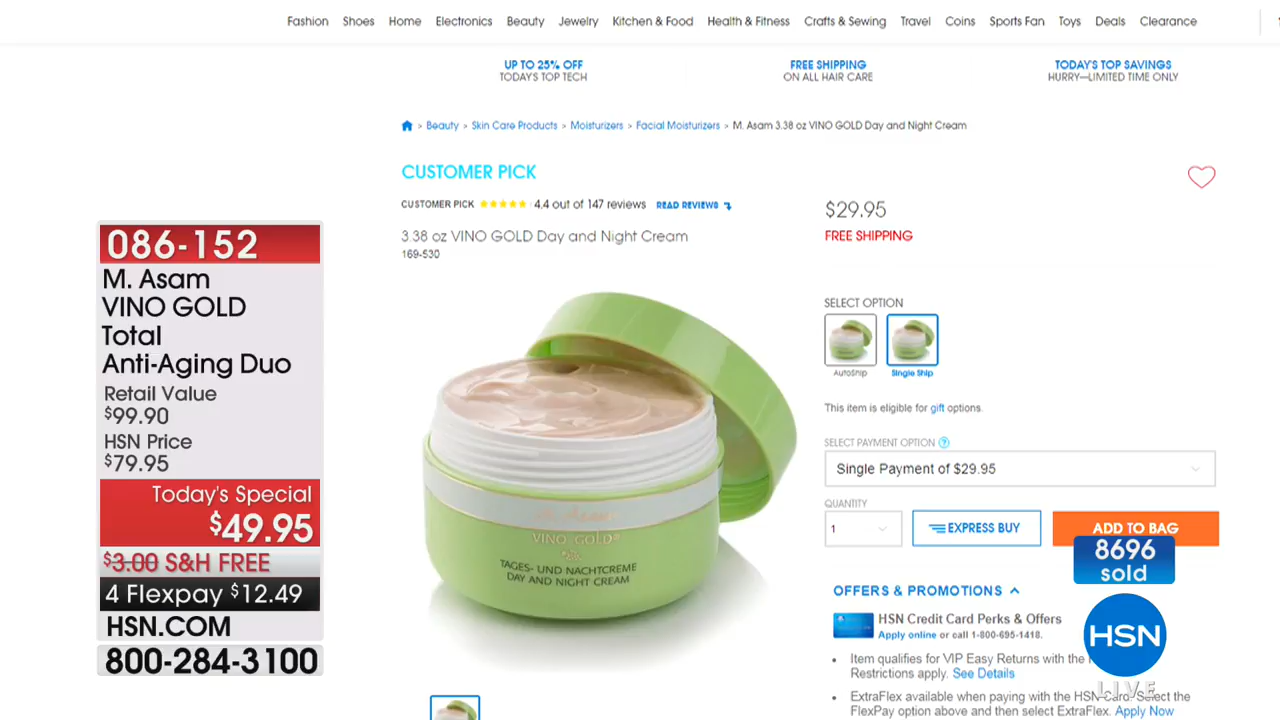 Fashion Shoes Home Electronics Beauty Jewelry Kitchen & Food Health & Fitness Crafts & Sewing Travel Coins Sports Fan Toys Deals Clearance
UP TO 25% OFF
TODAY'S TOP TECH
FREE SHIPPING
ON ALL HAIR CARE
TODAY'S TOP SAVINGS
HURRY—LIMITED TIME ONLY
> Beauty > Skin Care Products > Moisturizers > Facial Moisturizers > M. Asam 3.38 oz VINO GOLD Day and Night Cream
CUSTOMER PICK
CUSTOMER PICK 4.4 out of 147 reviews READ REVIEWS
3.38 oz VINO GOLD Day and Night Cream
169-530
$29.95
FREE SHIPPING
SELECT OPTION
AutoShip Single Ship
This item is eligible for gift options.
SELECT PAYMENT OPTION ?
Single Payment of $29.95
QUANTITY
1
EXPRESS BUY
ADD TO BAG
8696
sold
OFFERS & PROMOTIONS
HSN Credit Card Perks & Offers
Apply online or call 1-800-695-1418.
• Item qualifies for VIP Easy Returns with the
Restrictions apply. See Details
• ExtraFlex available when paying with the HSN Card. Select the
FlexPay option above and then select ExtraFlex. Apply Now
HSN
LIVE
M. Asam
VINO GOLD®
TAGES- UND NACHTCREME
DAY AND NIGHT CREAM
086-152
M. Asam
VINO GOLD
Total
Anti-Aging Duo
Retail Value
$99.90
HSN Price
$79.95
Today's Special
$49.95
$3.00 S&H FREE
4 Flexpay $12.49
HSN.COM
800-284-3100